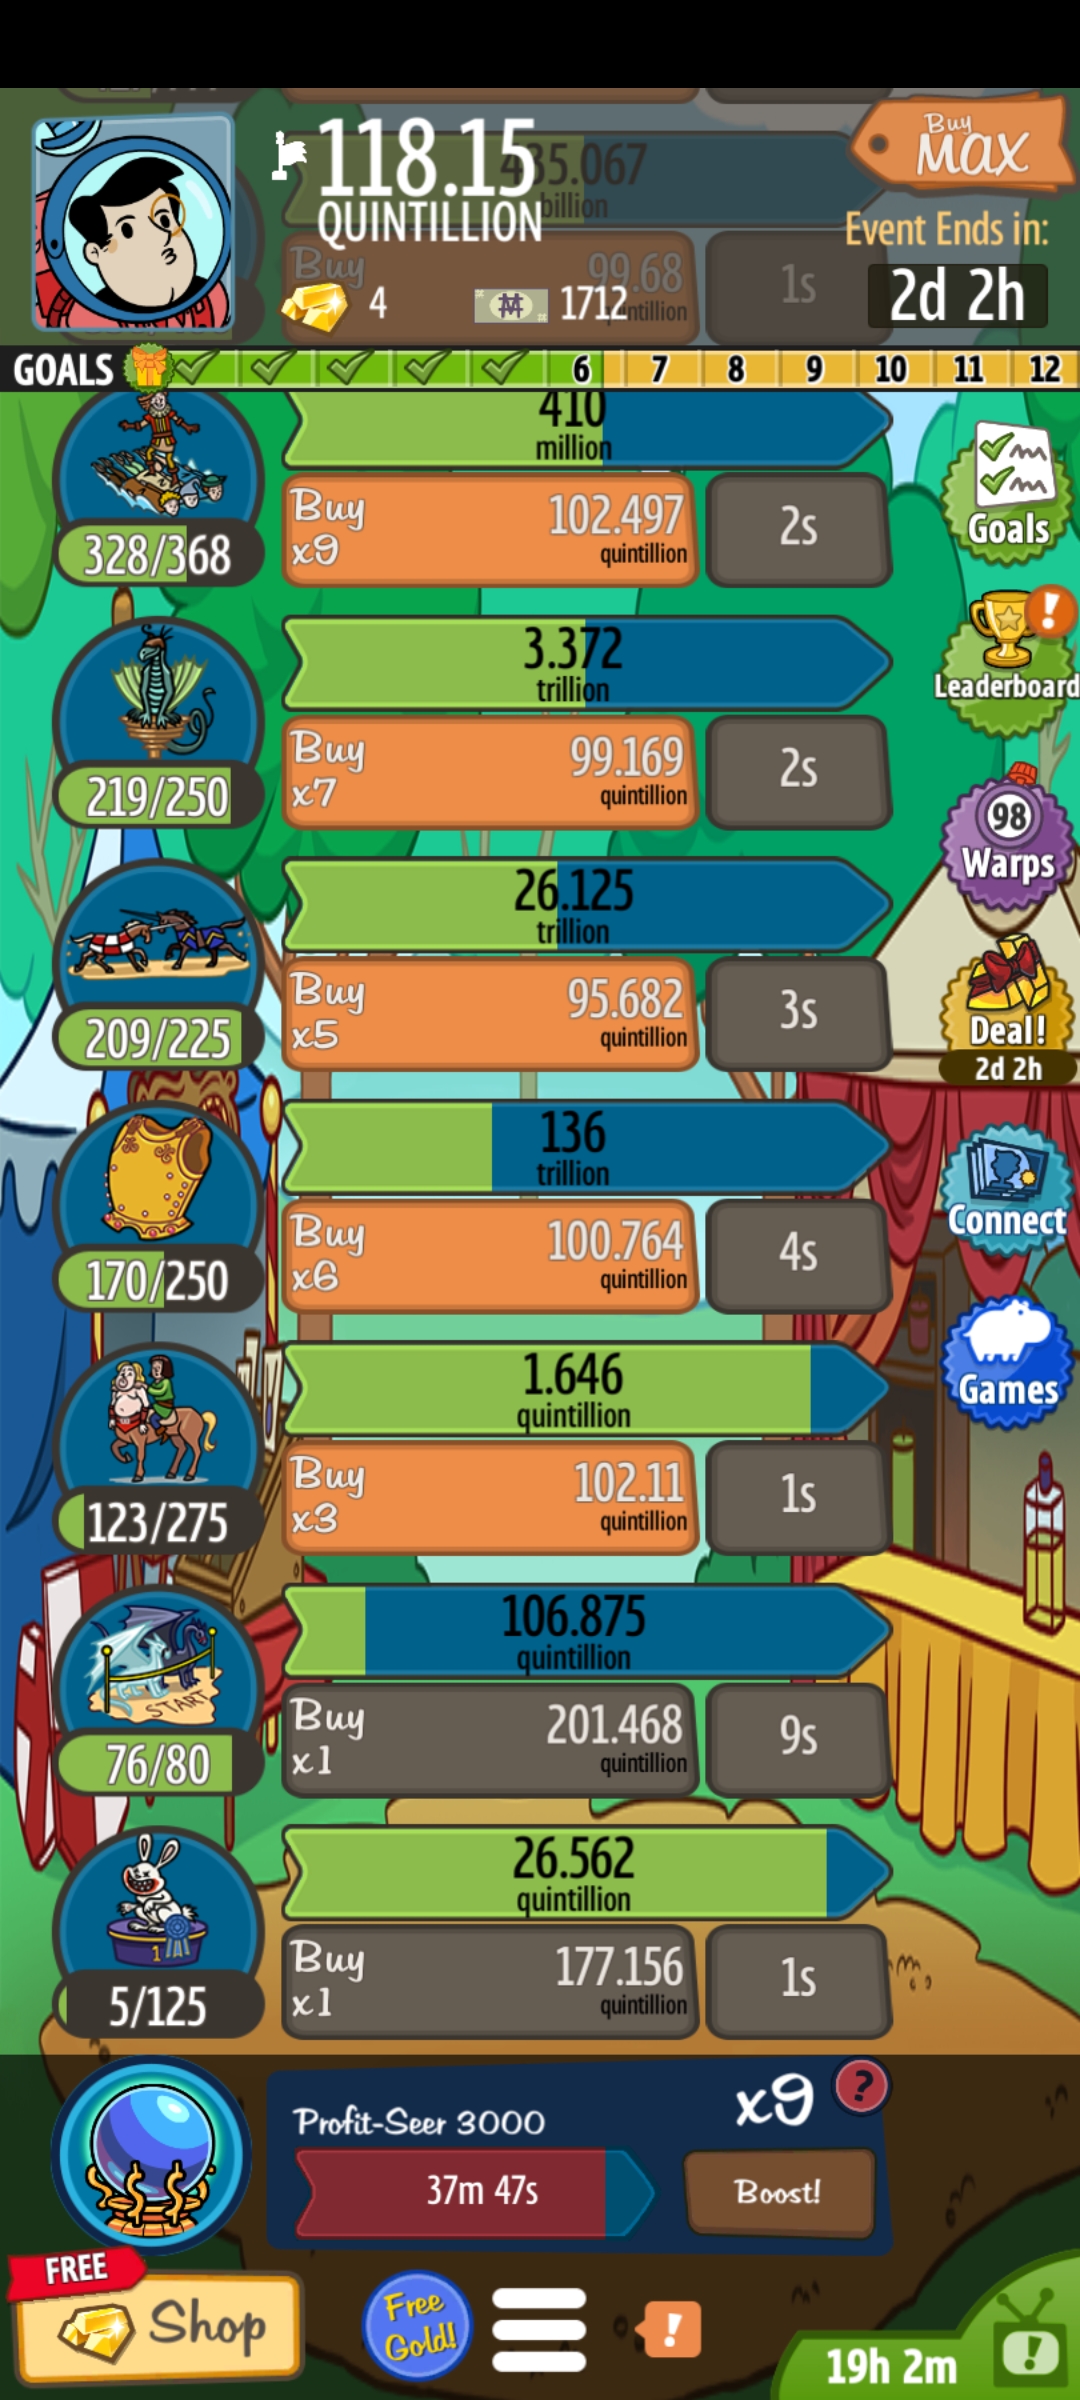 Buy
MAX
118.15
QUINTILLION
435.067
billion
Event Ends in:
2d 2h
Buy
99.68
1s
4
1712
GOALS
6 7 8 9 10 11 12
410
million
328/368
Buy
x9
102.497
quintillion
2s
Goals
3.372
trillion
219/250
Buy
x7
99.169
quintillion
2s
!
Leaderboard
98
Warps
26.125
trillion
209/225
Buy
x5
95.682
quintillion
3s
Deal!
2d 2h
136
trillion
170/250
Buy
x6
100.764
quintillion
4s
Connect
1.646
quintillion
123/275
Buy
x3
102.11
quintillion
1s
Games
106.875
quintillion
START
76/80
Buy
x1
201.468
quintillion
9s
26.562
quintillion
1
5/125
Buy
x1
177.156
quintillion
1s
Profit-Seer 3000
x9
?
37m 47s
Boost!
FREE
Shop
Free
Gold!
!
19h 2m
!